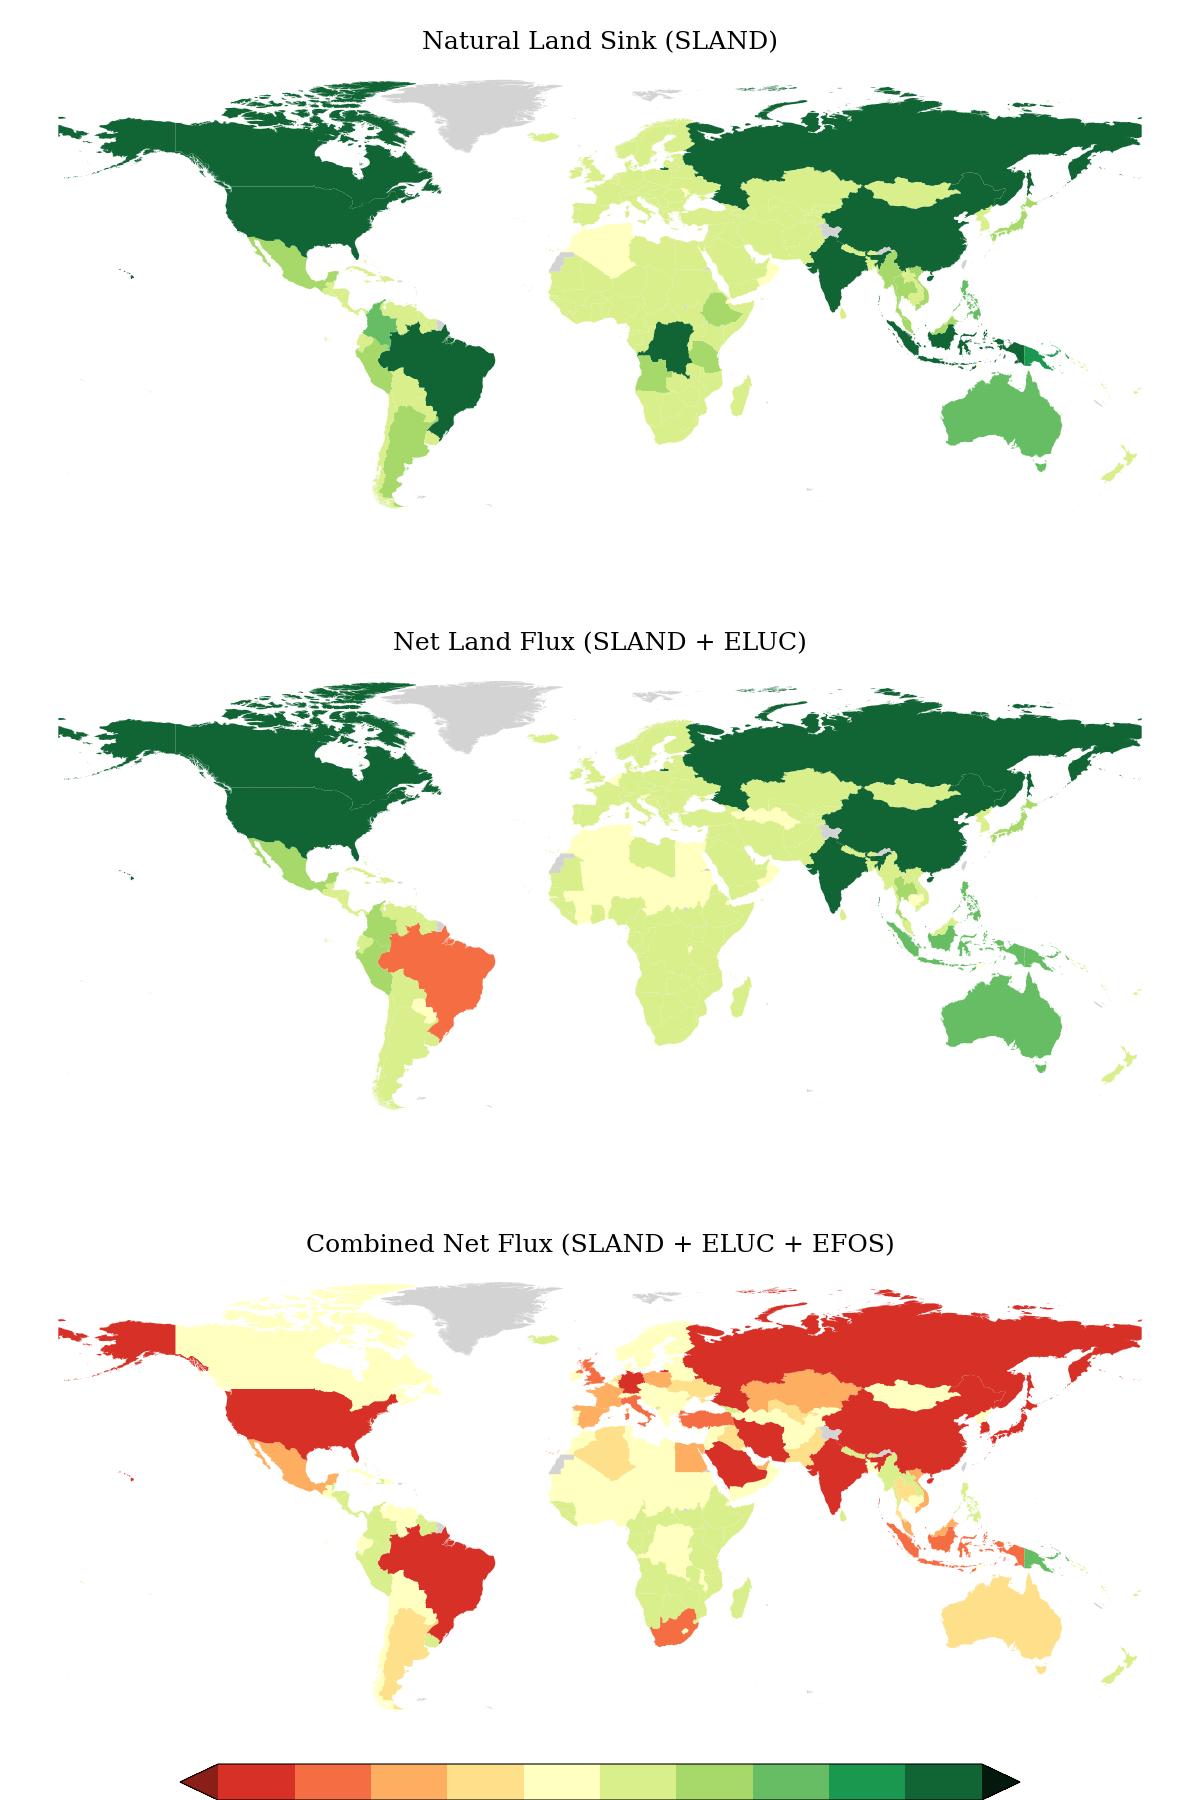 Natural Land Sink (SLAND)
Net Land Flux (SLAND + ELUC)
Combined Net Flux (SLAND + ELUC + EFOS)